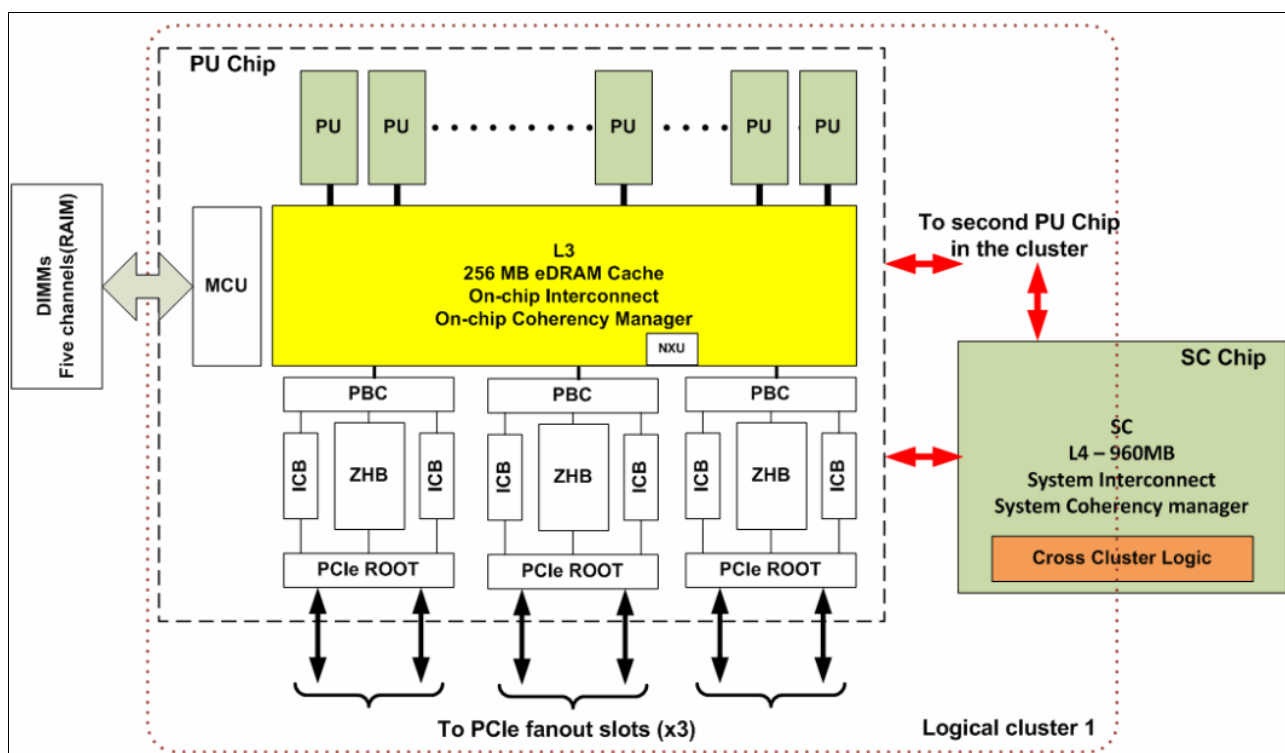 PU Chip
PU
PU
PU
PU
PU
DIMMs
Five channels(RAIM)
MCU
L3
256 MB eDRAM Cache
On-chip Interconnect
On-chip Coherency Manager
NXU
To second PU Chip
in the cluster
SC Chip
SC
L4 – 960MB
System Interconnect
System Coherency manager
Cross Cluster Logic
PBC
PBC
PBC
ICB
ZHB
ICB
ICB
ZHB
ICB
ICB
ZHB
ICB
PCIe ROOT
PCIe ROOT
PCIe ROOT
To PCIe fanout slots (x3)
Logical cluster 1